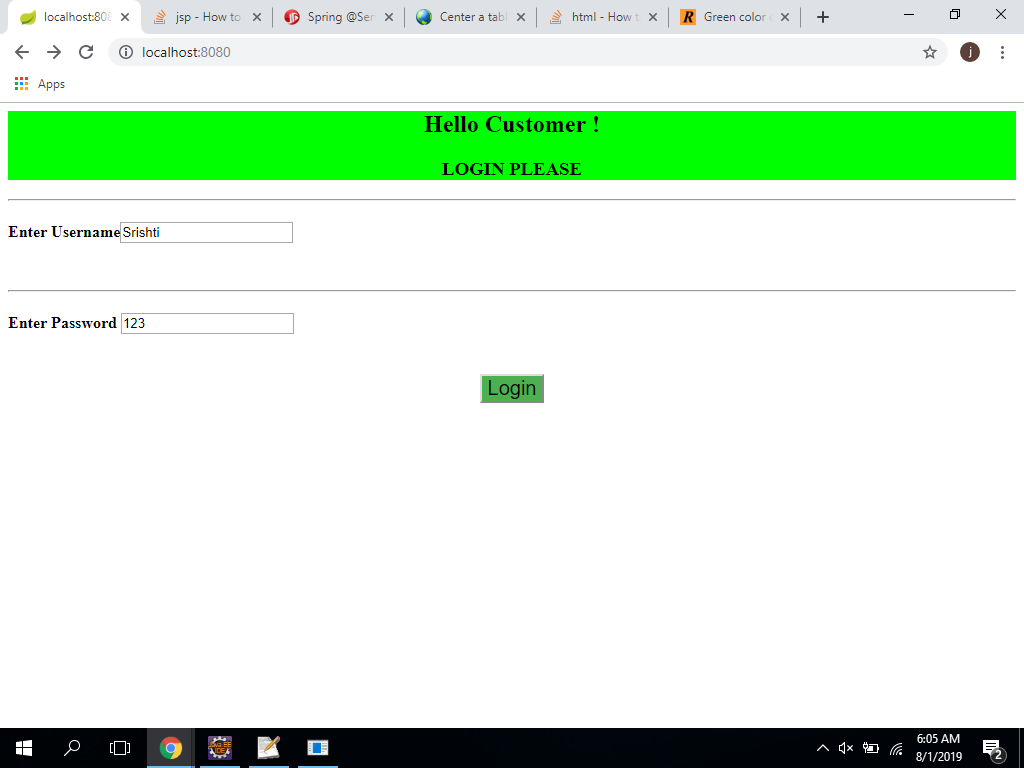 localhost:808
jsp - How to
Spring @Ser
Center a tab
html - How t
Green color
localhost:8080
j
Apps
Hello Customer !
LOGIN PLEASE
Enter Username Srishti
Enter Password 123
Login
6:05 AM
8/1/2019
2